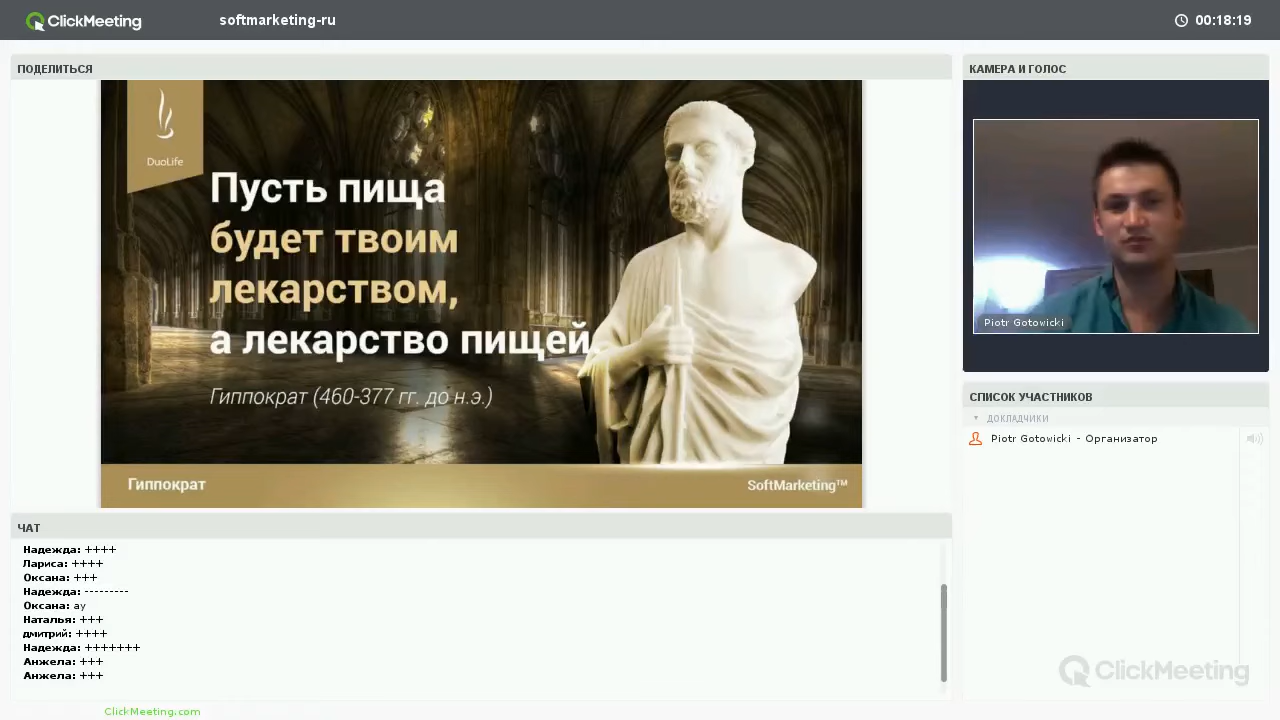 ClickMeeting
softmarketing-ru
00:18:19
ПОДЕЛИТЬСЯ
DuoLife
Пусть пища
будет твоим
лекарством,
а лекарство пищей.
Гиппократ (460-377 гг. до н.э.)
Гиппократ
SoftMarketing™
ЧАТ
Надежда: ++++
Лариса: ++++
Оксана: +++
Надежда: ---------
Оксана: ау
Наталья: +++
дмитрий: ++++
Надежда: +++++++
Анжела: +++
Анжела: +++
ClickMeeting.com
КАМЕРА И ГОЛОС
Piotr Gotowicki
СПИСОК УЧАСТНИКОВ
ДОКЛАДЧИКИ
Piotr Gotowicki - Организатор
ClickMeeting